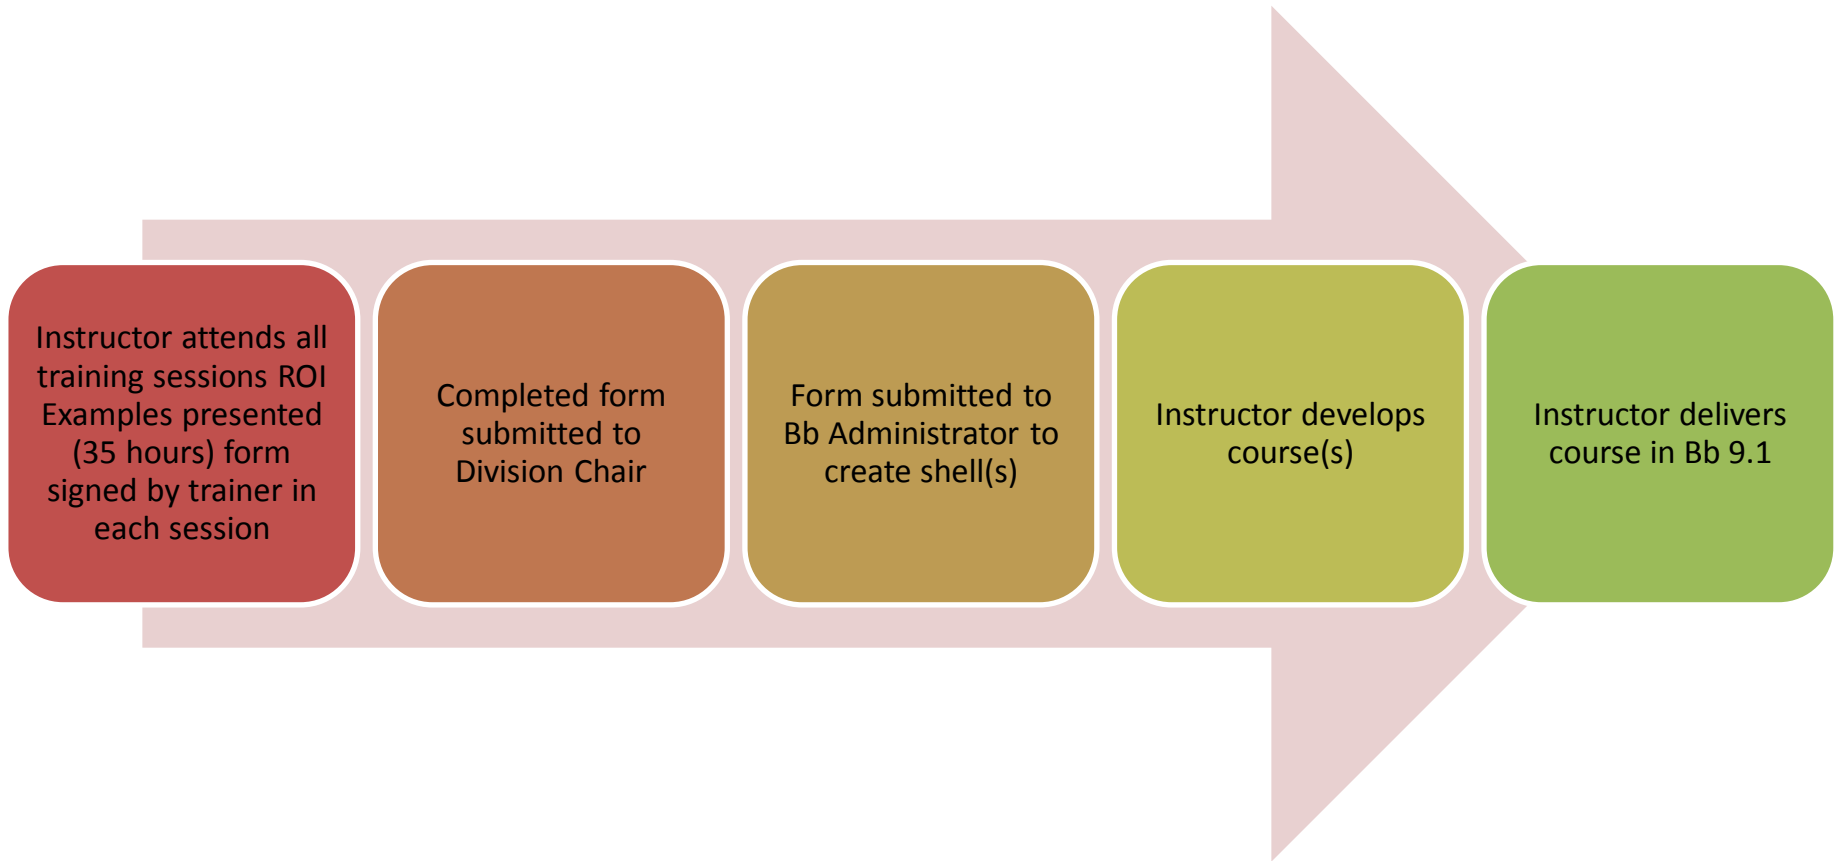 Instructor attends all
training sessions ROI
Examples presented
(35 hours) form
signed by trainer in
each session
Completed form
submitted to
Division Chair
Form submitted to
Bb Administrator to
create shell(s)
Instructor develops
course(s)
Instructor delivers
course in Bb 9.1